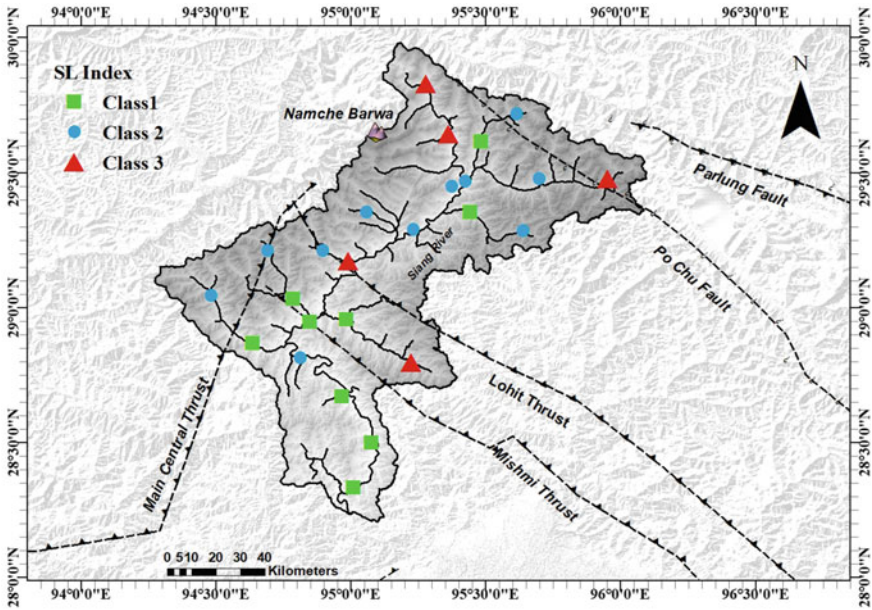 94°0'0"E 94°30'0"E 95°0'0"E 95°30'0"E 96°0'0"E 96°30'0"E
30°0'0"N
29°30'0"N
29°0'0"N
28°30'0"N
28°0'0"N
SL Index
Class1
Class 2
Class 3
Namche Barwa
N
Parlung Fault
Po Chu Fault
Siang River
Lohit Thrust
Mishmi Thrust
Main Central Thrust
0 5 10 20 30 40
Kilometers
30°0'0"N
29°30'0"N
29°0'0"N
28°30'0"N
28°0'0"N
94°0'0"E 94°30'0"E 95°0'0"E 95°30'0"E 96°0'0"E 96°30'0"E